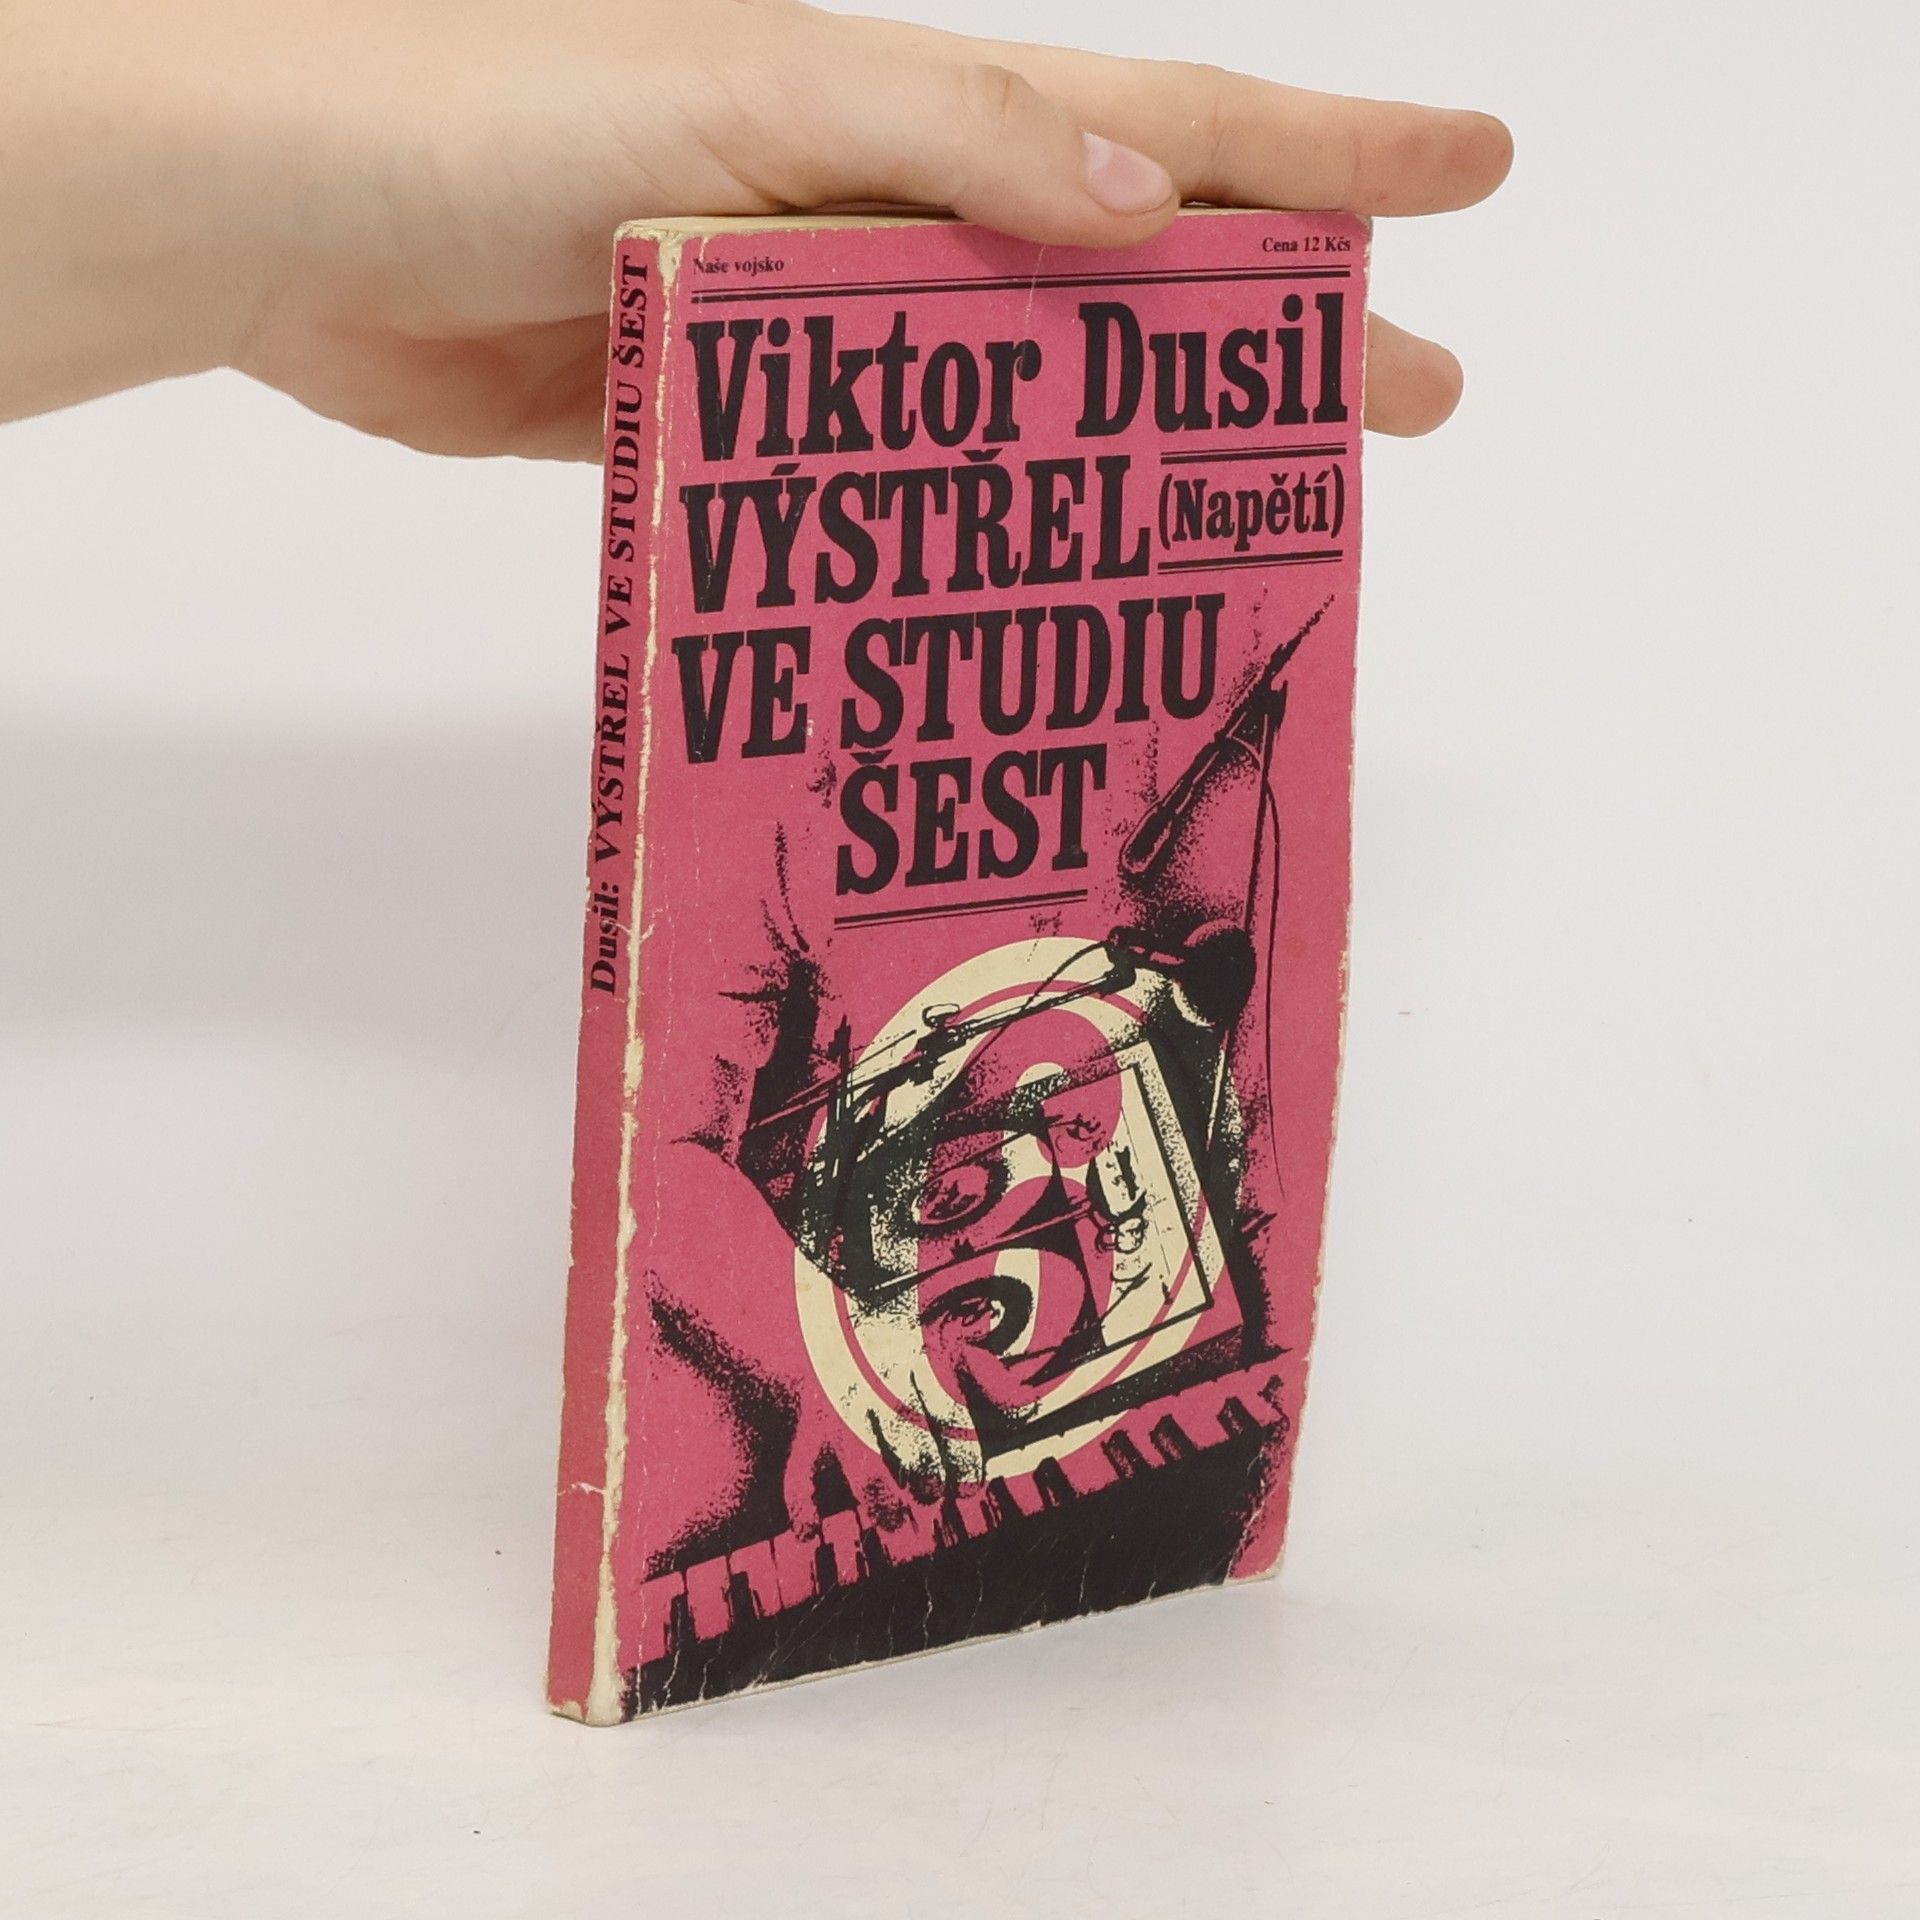 Naše vojsko
Cena 12 Kčs
Viktor Dusil
VÝSTŘEL
(Napětí)
VE STUDIU
ŠEST
Dusil: VÝSTŘEL VE STUDIU ŠEST